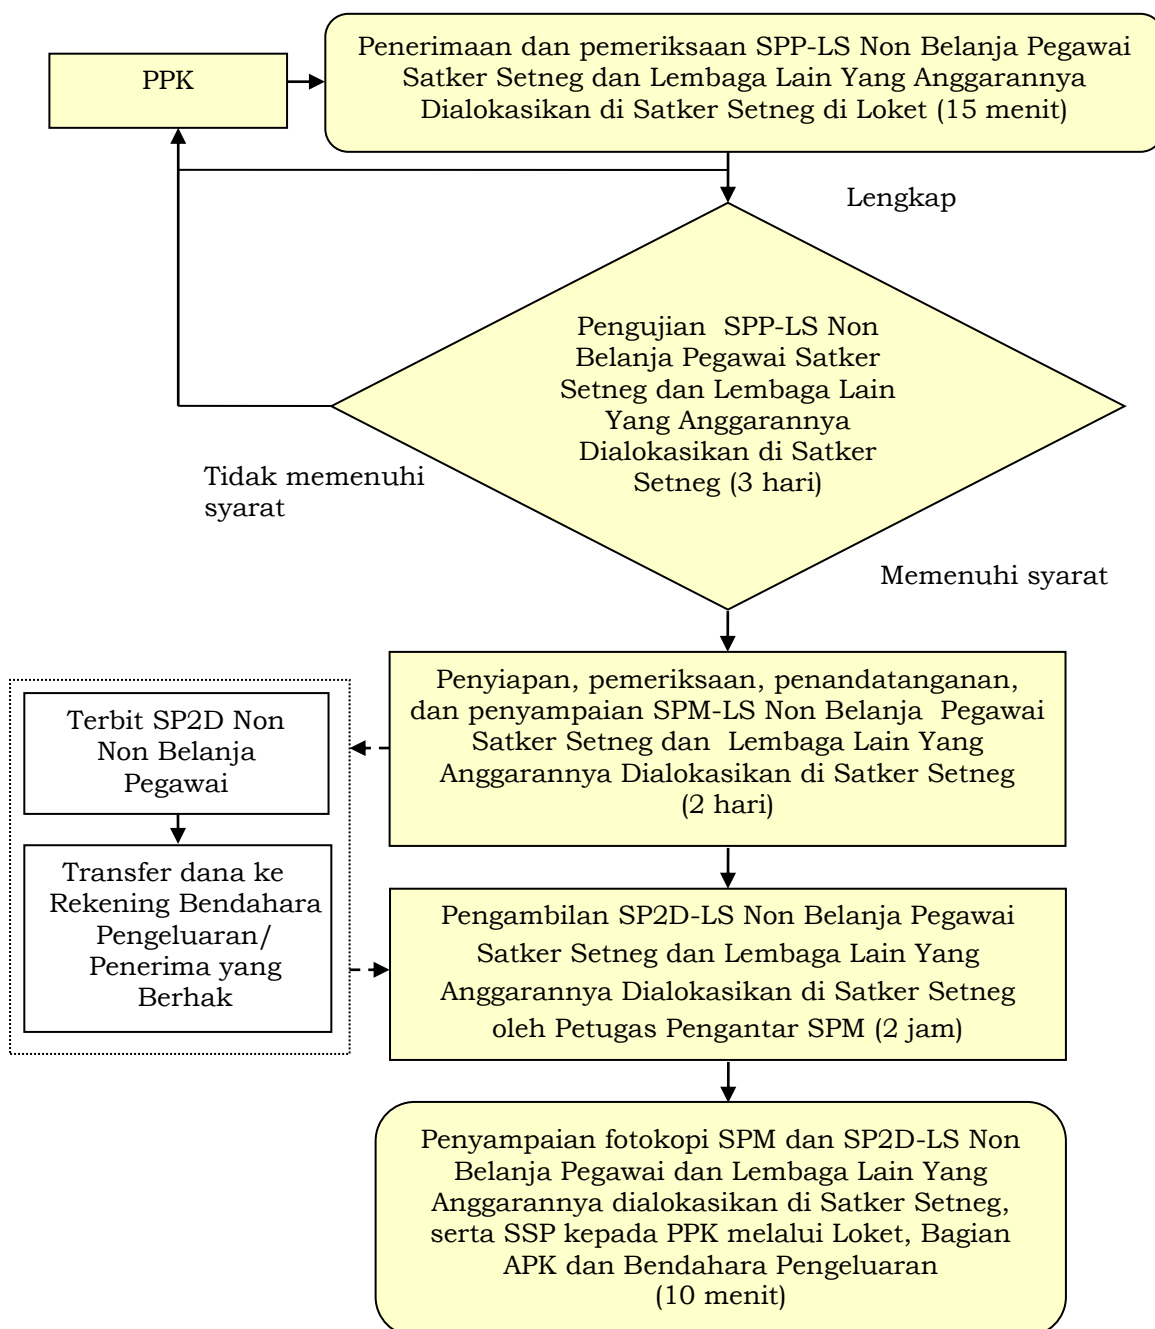 PPK
Penerimaan dan pemeriksaan SPP-LS Non Belanja Pegawai
Satker Setneg dan Lembaga Lain Yang Anggarannya
Dialokasikan di Satker Setneg di Loket (15 menit)
Lengkap
Pengujian SPP-LS Non
Belanja Pegawai Satker
Setneg dan Lembaga Lain
Yang Anggarannya
Dialokasikan di Satker
Setneg (3 hari)
Tidak memenuhi
syarat
Memenuhi syarat
Penyiapan, pemeriksaan, penandatanganan,
dan penyampaian SPM-LS Non Belanja Pegawai
Satker Setneg dan Lembaga Lain Yang
Anggarannya Dialokasikan di Satker Setneg
(2 hari)
Terbit SP2D Non
Non Belanja
Pegawai
Transfer dana ke
Rekening Bendahara
Pengeluaran/
Penerima yang
Berhak
Pengambilan SP2D-LS Non Belanja Pegawai
Satker Setneg dan Lembaga Lain Yang
Anggarannya Dialokasikan di Satker Setneg
oleh Petugas Pengantar SPM (2 jam)
Penyampaian fotokopi SPM dan SP2D-LS Non
Belanja Pegawai dan Lembaga Lain Yang
Anggarannya dialokasikan di Satker Setneg,
serta SSP kepada PPK melalui Loket, Bagian
APK dan Bendahara Pengeluaran
(10 menit)